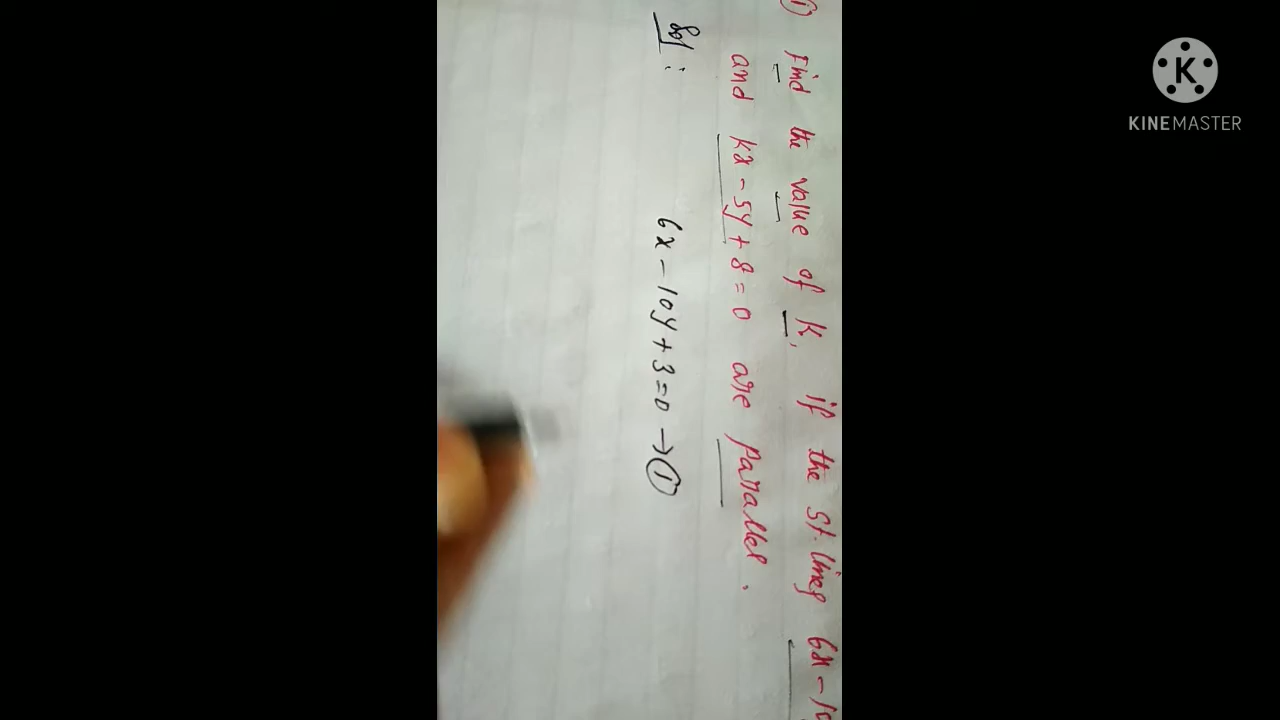 1) Find the value of K, if the St. lines 6x - 10
and Kx - 5y + 8 = 0 are Parallel.
Sol :
6x - 10y + 3 = 0 → 1
K
KINEMASTER